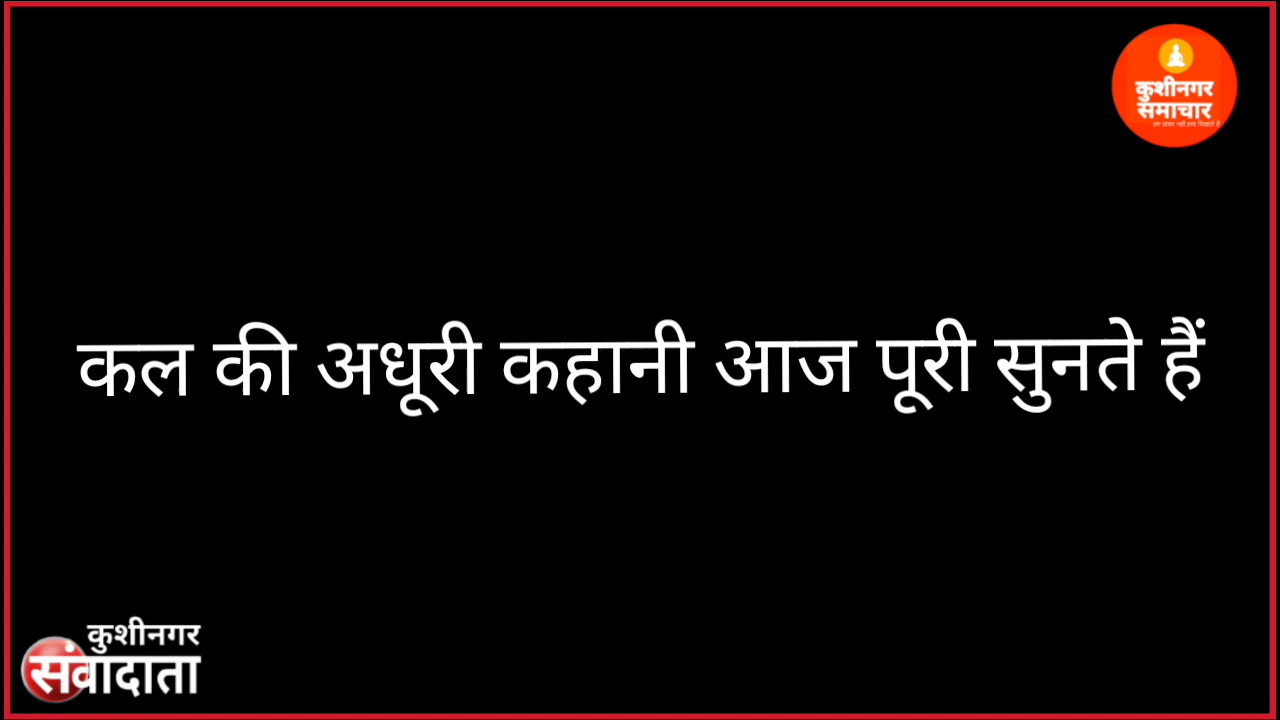 कुशीनगर
समाचार
कल की अधूरी कहानी आज पूरी सुनते हैं
कुशीनगर
संवादाता